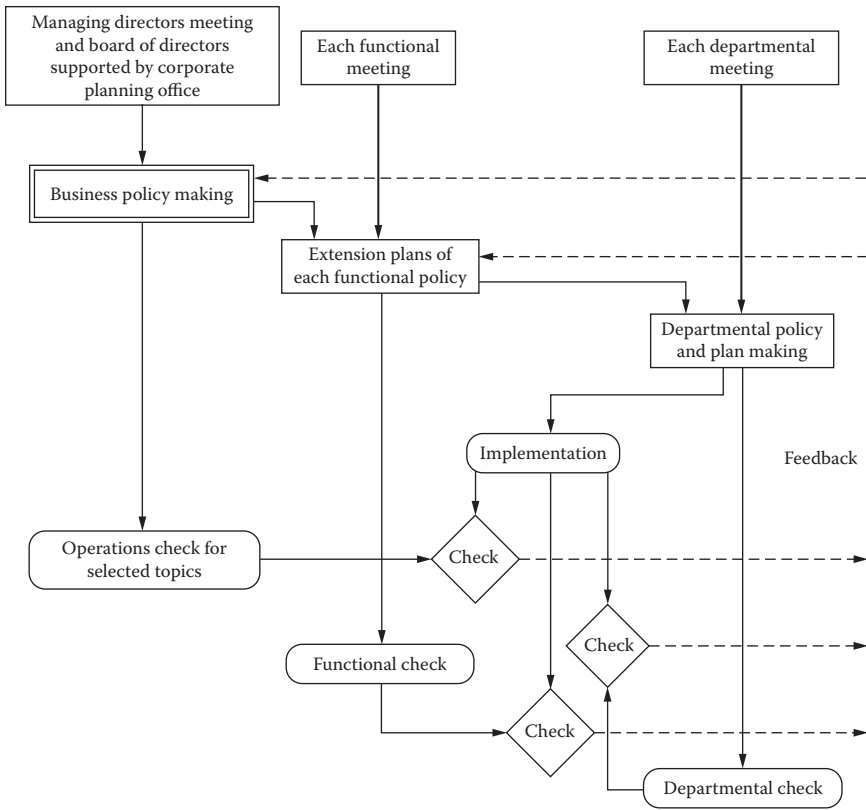 Managing directors meeting
and board of directors
supported by corporate
planning office
Each functional
meeting
Each departmental
meeting
Business policy making
Extension plans of
each functional policy
Departmental policy
and plan making
Implementation
Feedback
Operations check for
selected topics
Check
Check
Functional check
Check
Departmental check